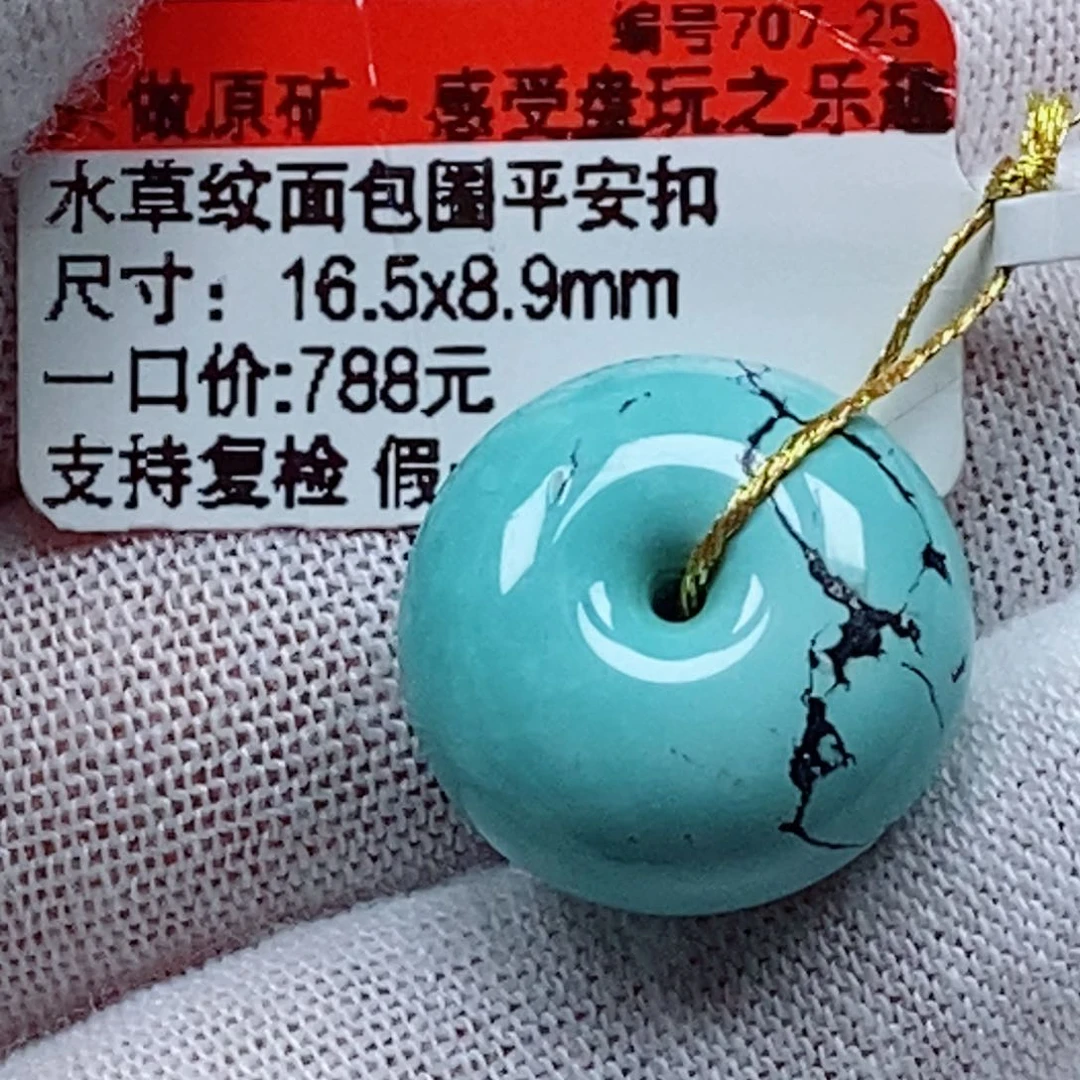 编号707-25
只做原矿~感受盘玩之乐趣
水草纹面包圈平安扣
尺寸：16.5x8.9mm
一口价:788元
支持复检 假